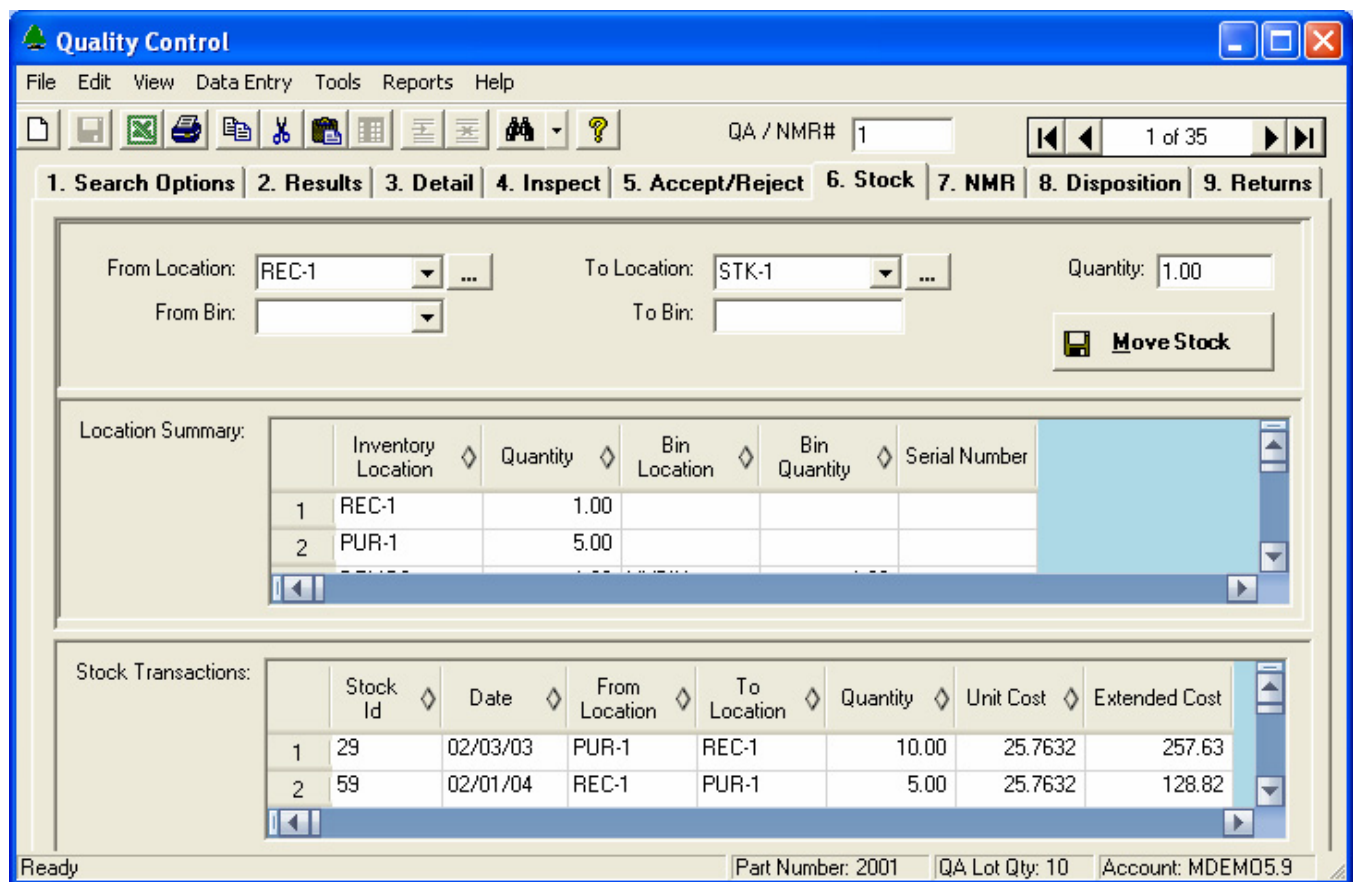 Quality Control
File Edit View Data Entry Tools Reports Help
QA / NMR# 1 1 of 35
1. Search Options 2. Results 3. Detail 4. Inspect 5. Accept/Reject 6. Stock 7. NMR 8. Disposition 9. Returns
From Location: REC-1 ... To Location: STK-1 ... Quantity: 1.00
From Bin: To Bin:
Move Stock
Location Summary:
Inventory Location Quantity Bin Location Bin Quantity Serial Number
1 REC-1 1.00
2 PUR-1 5.00
Stock Transactions:
Stock Id Date From Location To Location Quantity Unit Cost Extended Cost
1 29 02/03/03 PUR-1 REC-1 10.00 25.7632 257.63
2 59 02/01/04 REC-1 PUR-1 5.00 25.7632 128.82
Ready Part Number: 2001 QA Lot Qty: 10 Account: MDEMO5.9